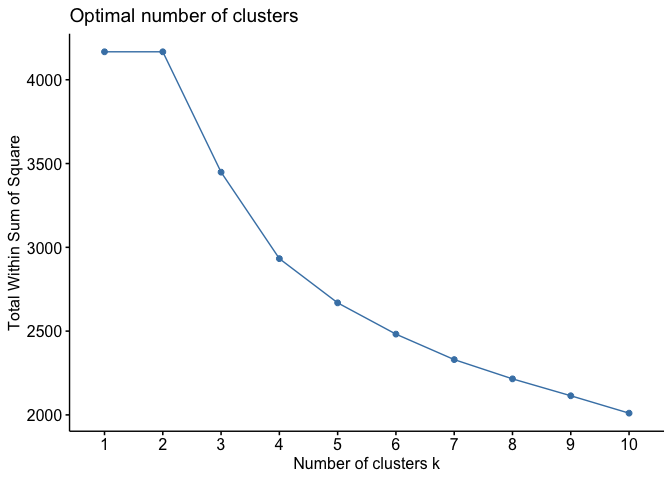 Optimal number of clusters
Total Within Sum of Square
4000
3500
3000
2500
2000
1 2 3 4 5 6 7 8 9 10
Number of clusters k